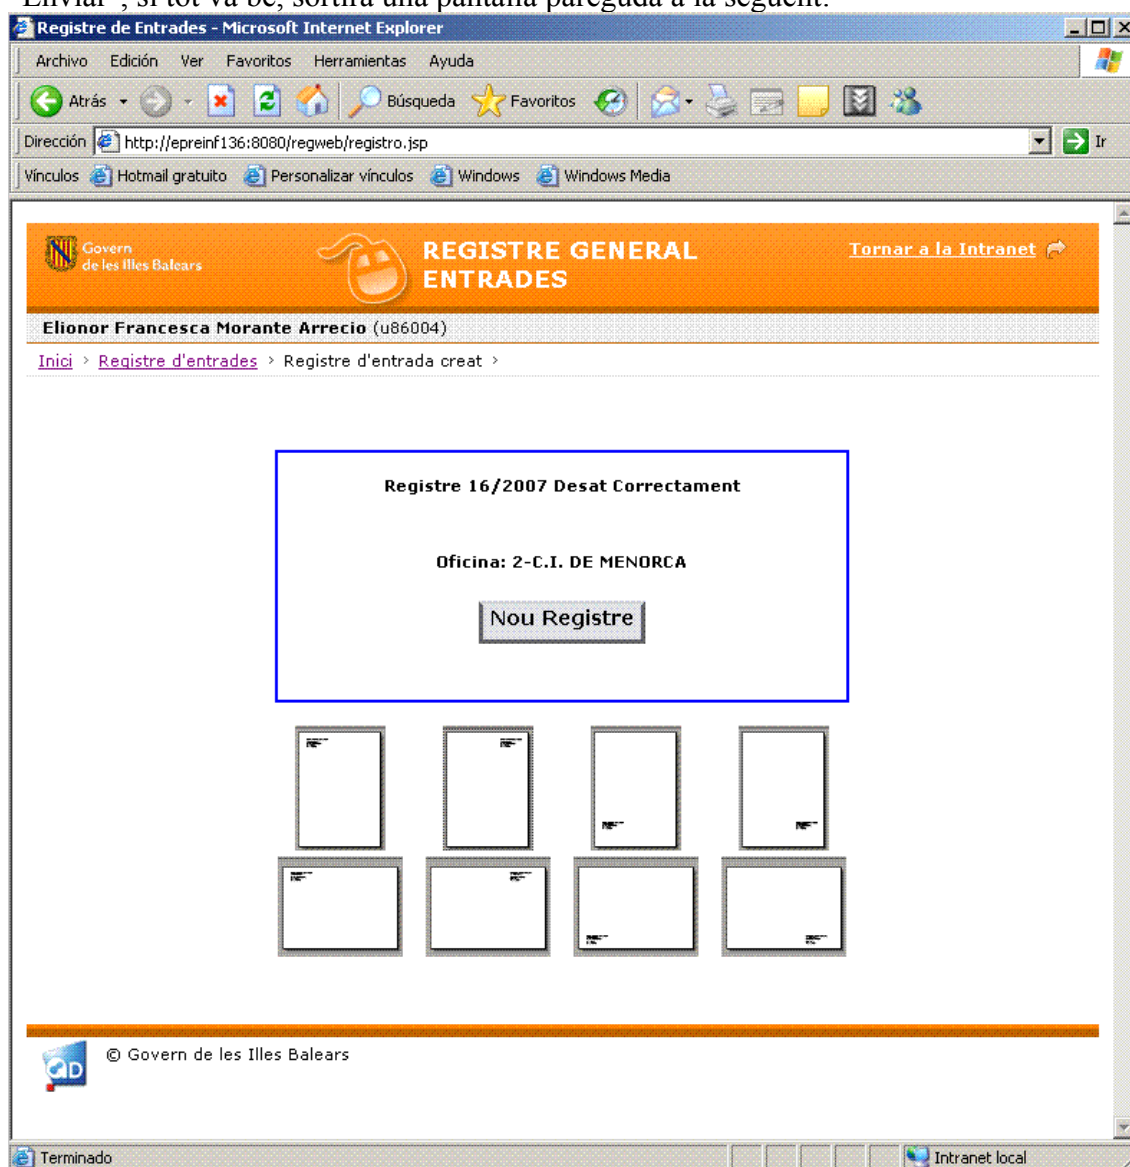 "Enviar", si tot va bé, sortirà una pantalla pareguda a la següent:
Registre de Entrades - Microsoft Internet Explorer
Archivo Edición Ver Favoritos Herramientas Ayuda
Atrás Búsqueda Favoritos
Dirección http://epreinf136:8080/regweb/registro.jsp Ir
Vínculos Hotmail gratuito Personalizar vínculos Windows Windows Media
Govern
de les Illes Balears
REGISTRE GENERAL
ENTRADES
Tornar a la Intranet
Elionor Francesca Morante Arrecio (u86004)
Inici > Registre d'entrades > Registre d'entrada creat >
Registre 16/2007 Desat Correctament
Oficina: 2-C.I. DE MENORCA
Nou Registre
© Govern de les Illes Balears
Terminado Intranet local